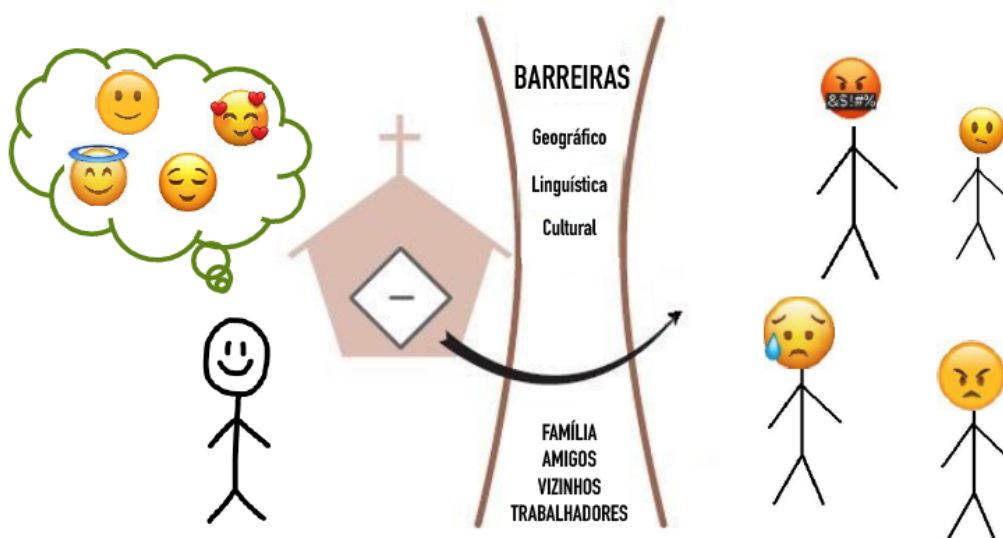 BARREIRAS
Geográfico
Linguística
Cultural
&$!#%
FAMÍLIA
AMIGOS
VIZINHOS
TRABALHADORES